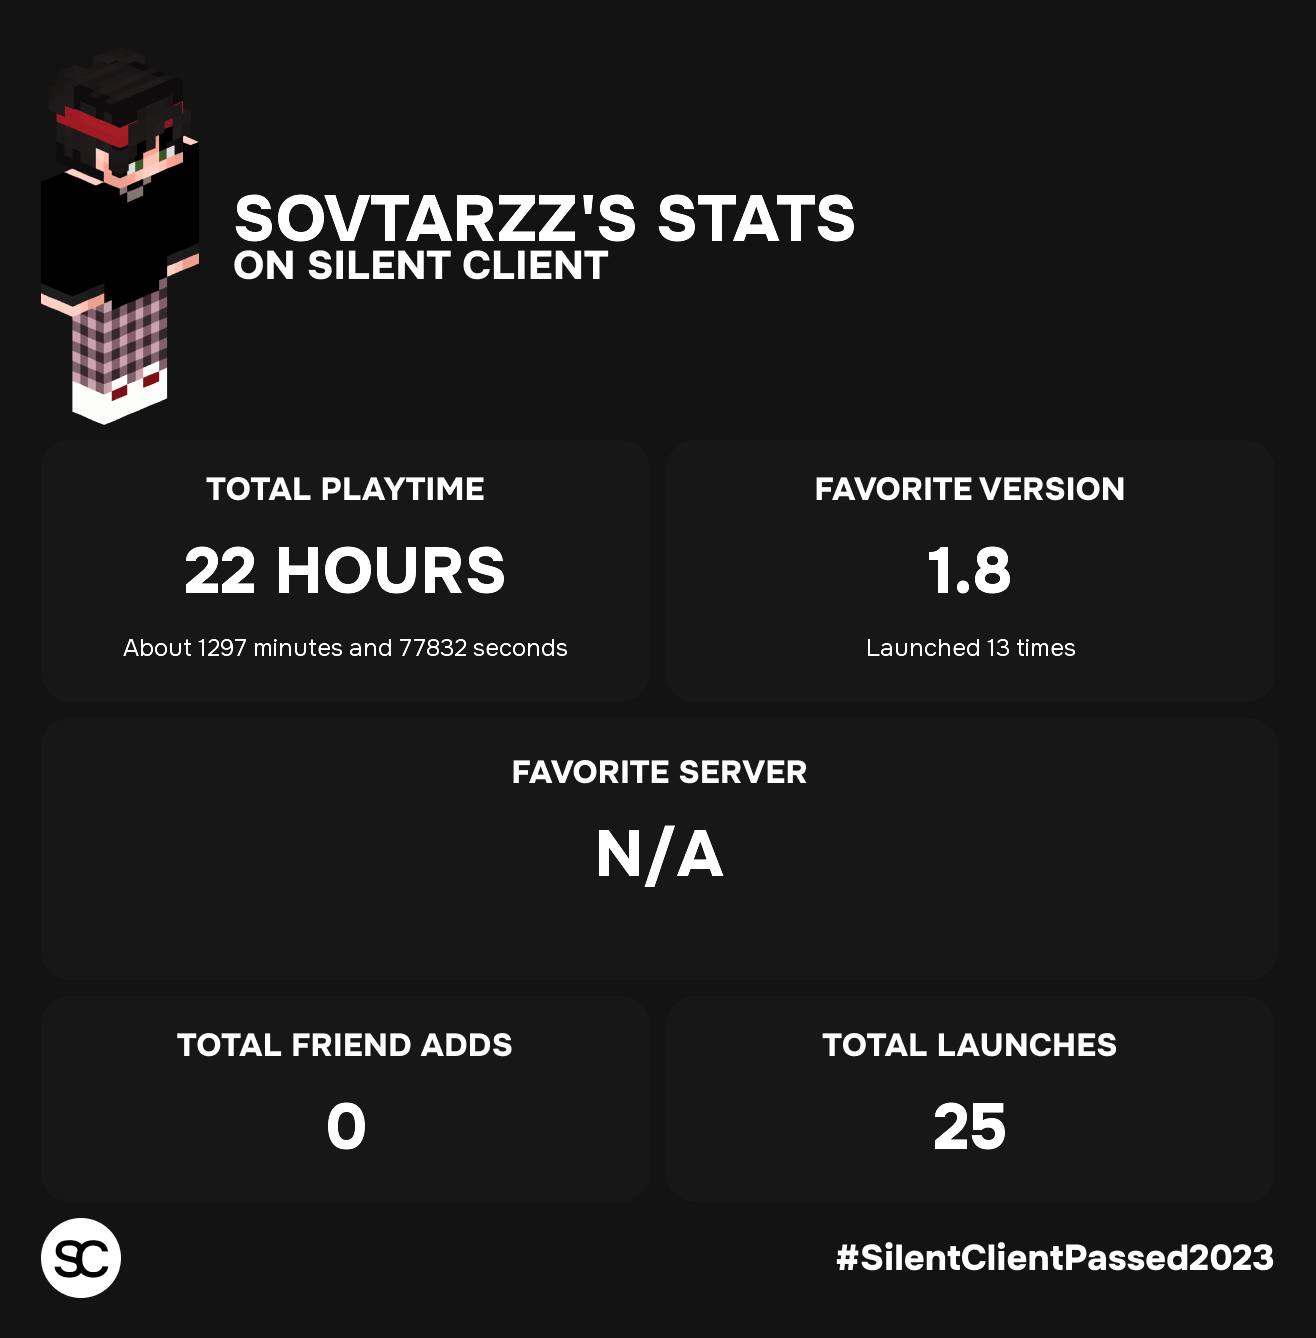 SOVTARZZ'S STATS
ON SILENT CLIENT
TOTAL PLAYTIME
22 HOURS
About 1297 minutes and 77832 seconds
FAVORITE VERSION
1.8
Launched 13 times
FAVORITE SERVER
N/A
TOTAL FRIEND ADDS
0
TOTAL LAUNCHES
25
SC
#SilentClientPassed2023